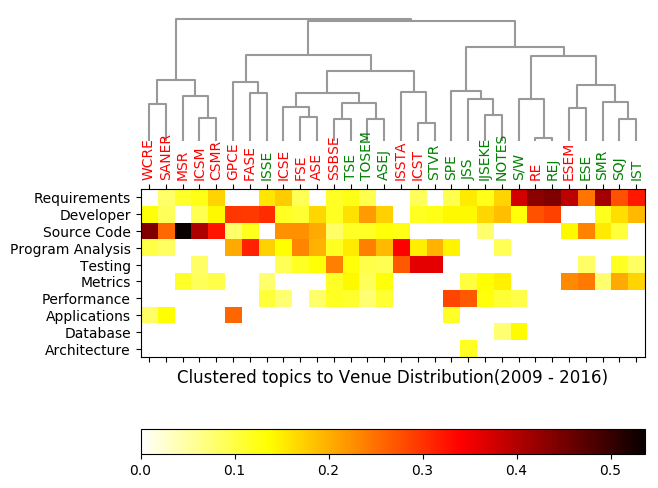 WCRE SANER MSR ICSM CSMR GPCE FASE ISSE ICSE FSE ASE SSBSE TSE TOSEM ASEJ ISSTA ICST STVR SPE JSS IJSEKE NOTES S/W RE REJ ESEM ESE SMR SQJ IST
Requirements
Developer
Source Code
Program Analysis
Testing
Metrics
Performance
Applications
Database
Architecture
Clustered topics to Venue Distribution(2009 - 2016)
0.0 0.1 0.2 0.3 0.4 0.5